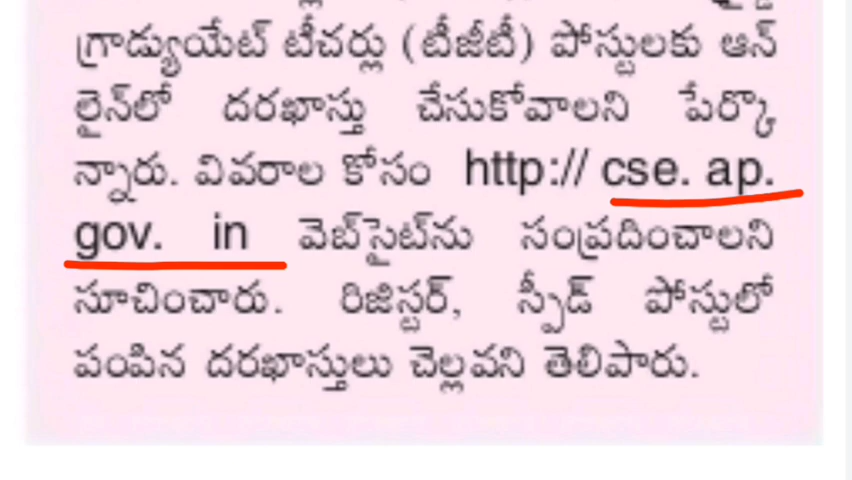 గ్రాడ్యుయేట్ టీచర్లు (టీజీటీ) పోస్టులకు ఆన్
లైన్‌లో దరఖాస్తు చేసుకోవాలని పేర్కొ
న్నారు. వివరాల కోసం http:// cse. ap.
gov. in వెబ్‌సైట్‌ను సంప్రదించాలని
సూచించారు. రిజిస్టర్, స్పీడ్ పోస్టులో
పంపిన దరఖాస్తులు చెల్లవని తెలిపారు.